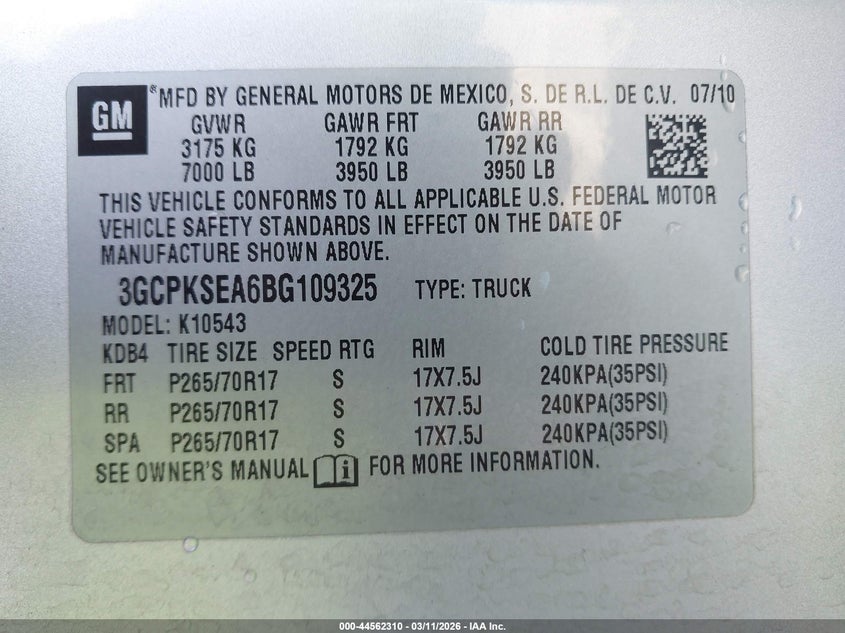 GM
®MFD BY GENERAL MOTORS DE MEXICO, S. DE R.L. DE C.V. 07/10
GVWR GAWR FRT GAWR RR
3175 KG 1792 KG 1792 KG
7000 LB 3950 LB 3950 LB
THIS VEHICLE CONFORMS TO ALL APPLICABLE U.S. FEDERAL MOTOR
VEHICLE SAFETY STANDARDS IN EFFECT ON THE DATE OF
MANUFACTURE SHOWN ABOVE.
3GCPKSEA6BG109325 TYPE: TRUCK
MODEL: K10543
KDB4 TIRE SIZE SPEED RTG RIM COLD TIRE PRESSURE
FRT P265/70R17 S 17X7.5J 240KPA(35PSI)
RR P265/70R17 S 17X7.5J 240KPA(35PSI)
SPA P265/70R17 S 17X7.5J 240KPA(35PSI)
SEE OWNER'S MANUAL i FOR MORE INFORMATION.
000-44562310 - 03/11/2026 - IAA Inc.